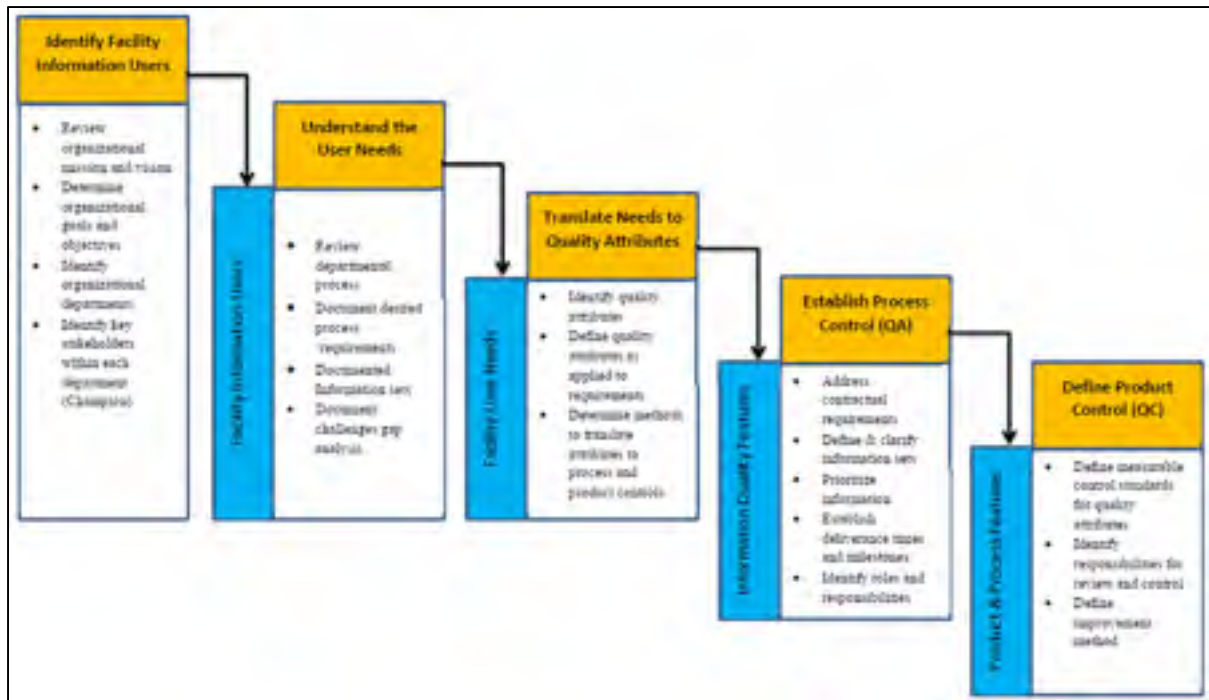 Identify Facility
Information Users
• Review
organizational
mission and vision
• Determine
organizational
goals and
objectives
• Identify
organizational
departments
• Identify key
stakeholders
within each
department
(Champion)
Facility Information Users
Understand the
User Needs
• Review
departmental
process
• Document desired
process
requirements
• Documented
Information sets
• Document
challenges gap
analysis
Facility User Needs
Translate Needs to
Quality Attributes
• Identify quality
attributes
• Define quality
attributes as
applied to
requirements
• Determine methods
to translate
attributes to
process and
product controls
Information Quality Features
Establish Process
Control (QA)
• Address
contractual
requirements
• Define & clarify
information sets
• Prioritize
information
• Establish
deliverance times
and milestones
• Identify roles and
responsibilities
Product & Process Features
Define Product
Control (QC)
• Define measurable
control standards
for quality
attributes
• Identify
responsibilities for
review and control
• Define
improvement
method